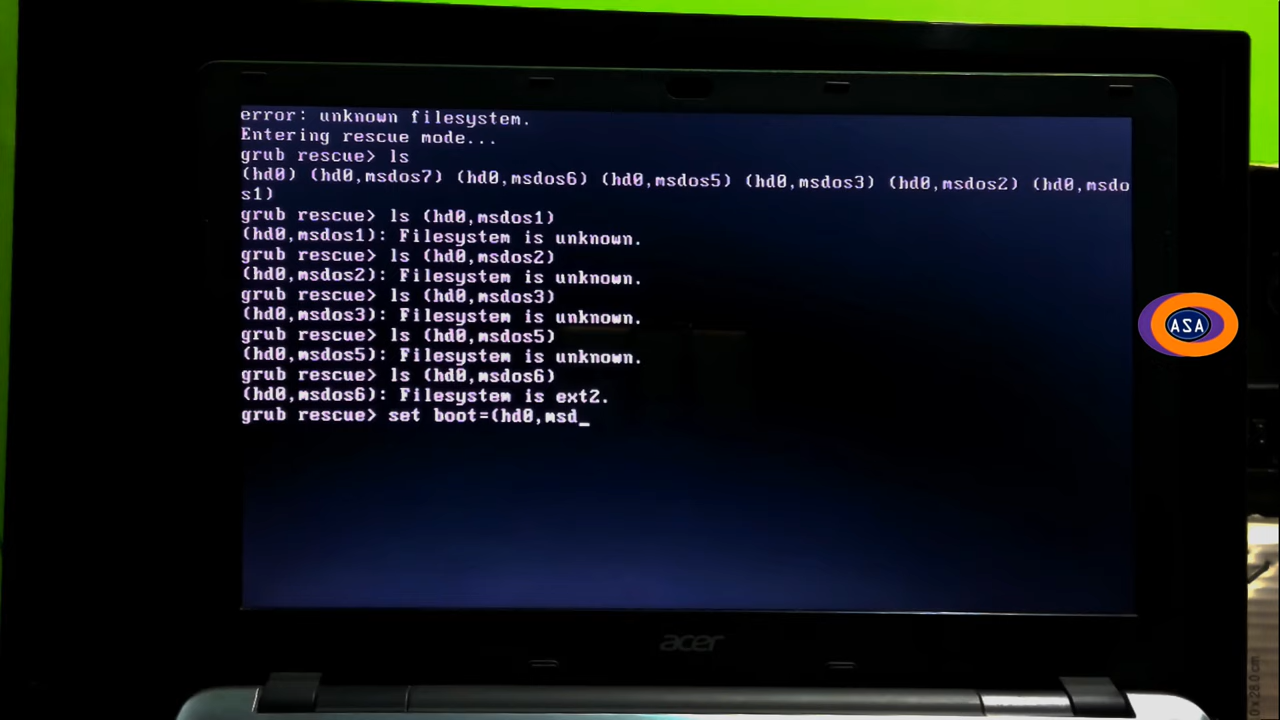 error: unknown filesystem.
Entering rescue mode...
grub rescue> ls
(hd0) (hd0,msdos7) (hd0,msdos6) (hd0,msdos5) (hd0,msdos3) (hd0,msdos2) (hd0,msdo
s1)
grub rescue> ls (hd0,msdos1)
(hd0,msdos1): Filesystem is unknown.
grub rescue> ls (hd0,msdos2)
(hd0,msdos2): Filesystem is unknown.
grub rescue> ls (hd0,msdos3)
(hd0,msdos3): Filesystem is unknown.
grub rescue> ls (hd0,msdos5)
(hd0,msdos5): Filesystem is unknown.
grub rescue> ls (hd0,msdos6)
(hd0,msdos6): Filesystem is ext2.
grub rescue> set boot=(hd0,msd_
ASA
acer